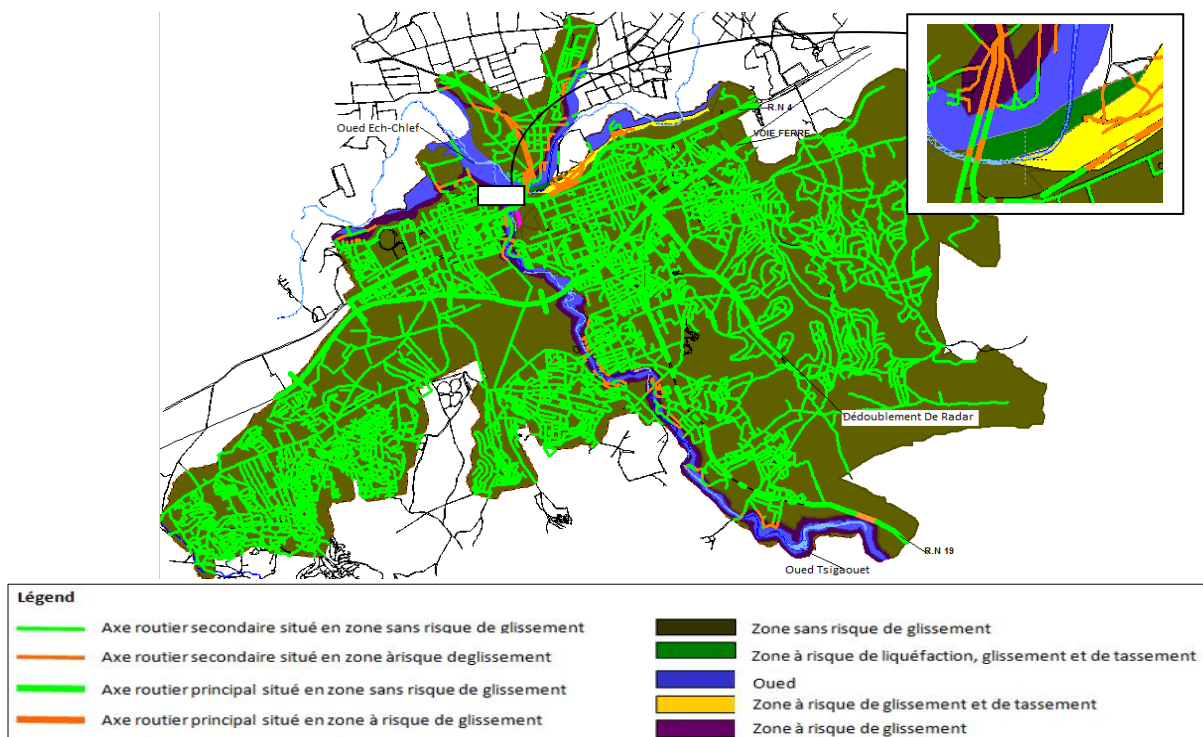 R.N 4
Oued Ech-Chlef
VOIE FERRE
Dédoublement De Radar
R.N 19
Oued Tsigaouet
Légend
Axe routier secondaire situé en zone sans risque de glissement
Axe routier secondaire situé en zone àrisque deglissement
Axe routier principal situé en zone sans risque de glissement
Axe routier principal situé en zone à risque de glissement
Zone sans risque de glissement
Zone à risque de liquéfaction, glissement et de tassement
Oued
Zone à risque de glissement et de tassement
Zone à risque de glissement